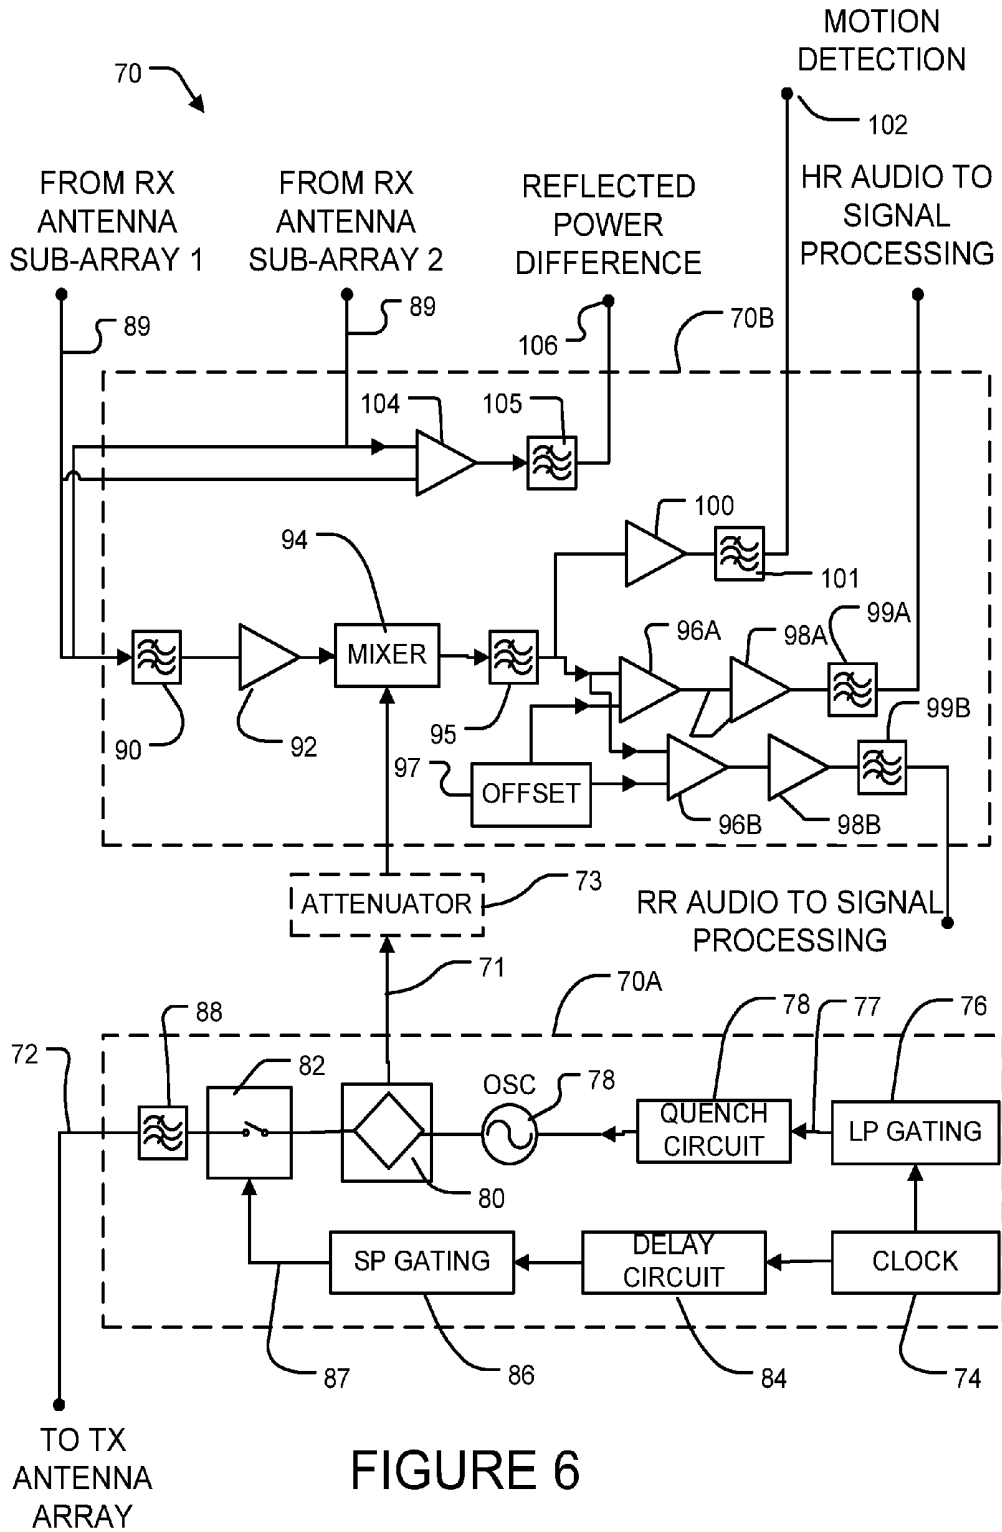 MOTION
DETECTION
70
102
FROM RX
ANTENNA
SUB-ARRAY 1
FROM RX
ANTENNA
SUB-ARRAY 2
REFLECTED
POWER
DIFFERENCE
HR AUDIO TO
SIGNAL
PROCESSING
89
89
106
70B
104
105
100
94
101
96A
98A
99A
MIXER
99B
90
92
95
97
OFFSET
96B
98B
ATTENUATOR
73
RR AUDIO TO SIGNAL
PROCESSING
71
70A
88
78
77
76
72
82
OSC
78
QUENCH
CIRCUIT
LP GATING
80
SP GATING
DELAY
CIRCUIT
CLOCK
87
86
84
74
TO TX
ANTENNA
ARRAY
FIGURE 6